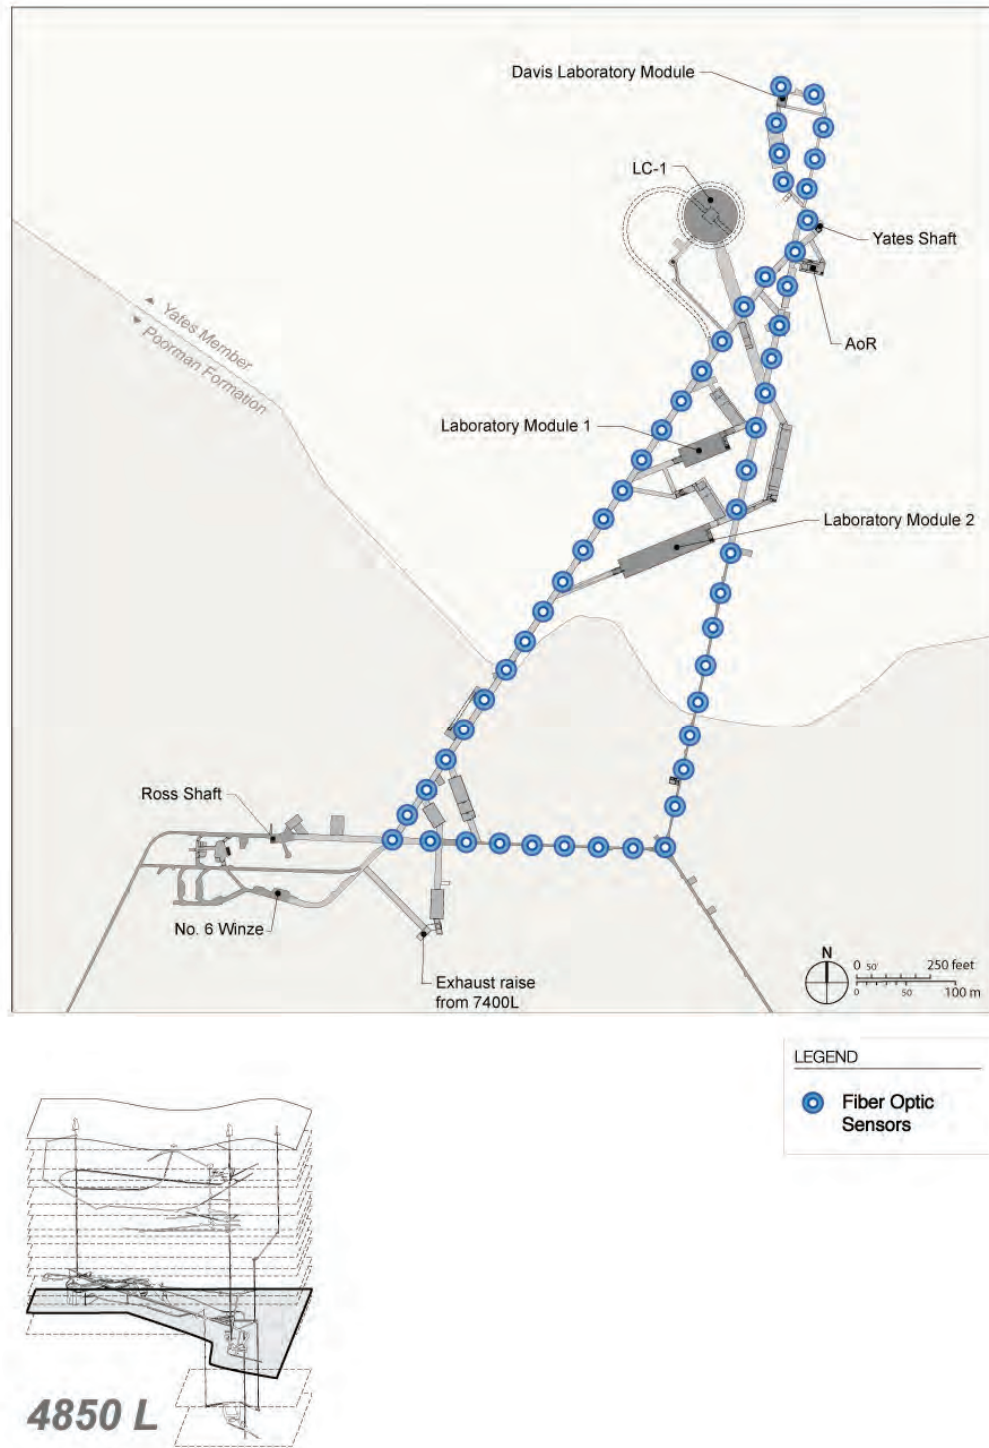 Davis Laboratory Module
LC-1
Yates Shaft
AoR
Yates Member
Poorman Formation
Laboratory Module 1
Laboratory Module 2
Ross Shaft
No. 6 Winze
Exhaust raise
from 7400L
N
0 50' 250 feet
0 50 100 m
LEGEND
Fiber Optic
Sensors
4850 L